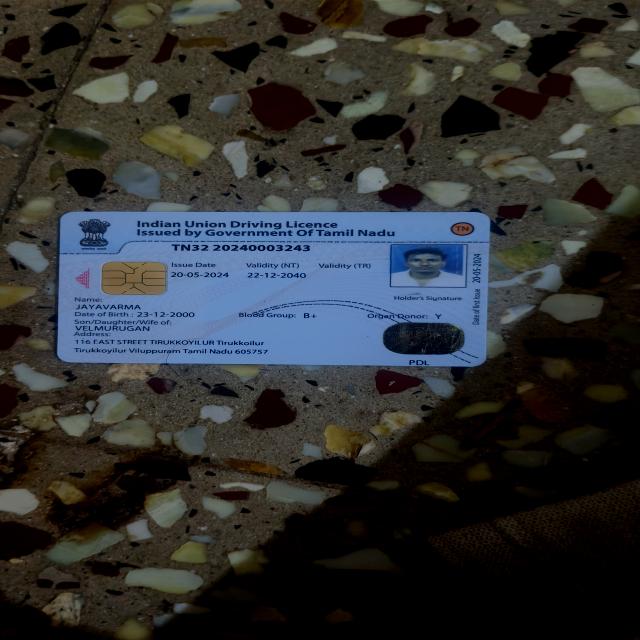 Indian Union Driving Licence
Issued by Government Of Tamil Nadu
TN
TN32 20240003243
Issue Date Validity (NT) Validity (TR)
20-05-2024 22-12-2040
Holder's Signature
Name:
JAYAVARMA
Date of Birth : 23-12-2000 Blood Group: B+ Organ Donor: Y
Son/Daughter/Wife of:
VELMURUGAN
Address:
116 EAST STREET TIRUKKOYILUR Tirukkoilur
Tirukkoilur Viluppuram Tamil Nadu 605757
PDL
20-05-2024